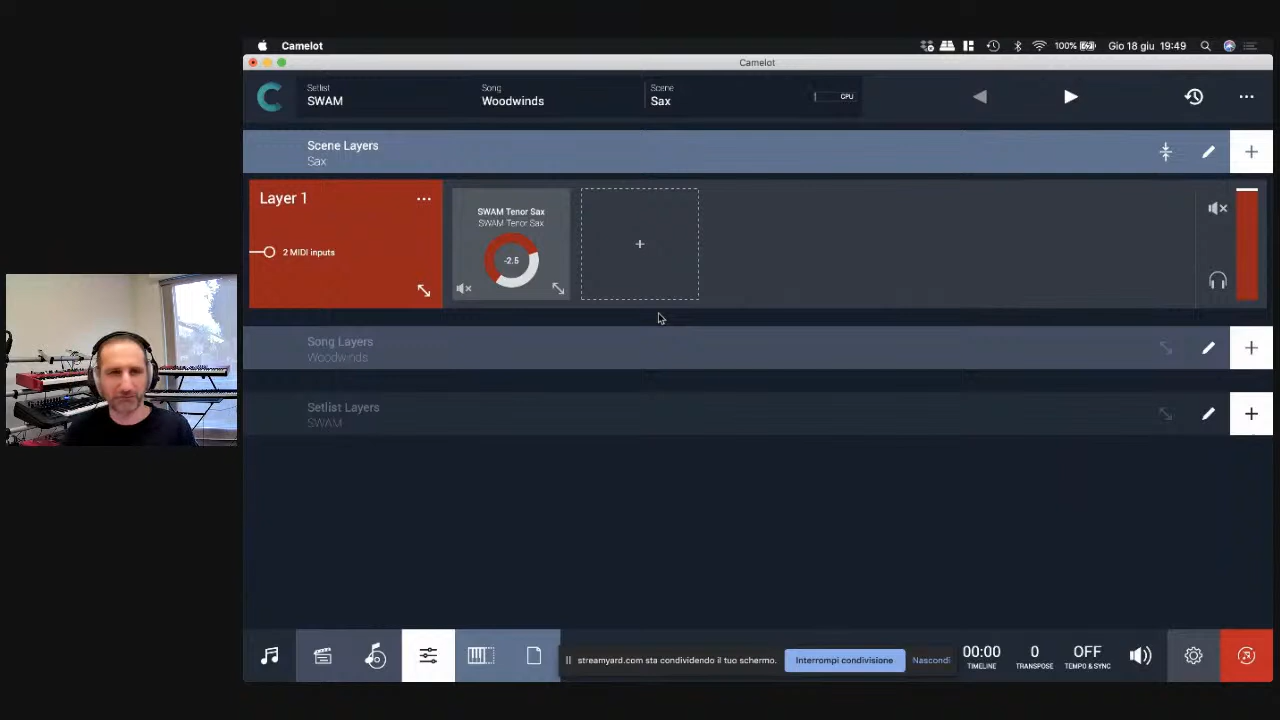 Camelot
100%
Gio 18 giu 19:49
Camelot
Setlist
SWAM
Song
Woodwinds
Scene
Sax
CPU
Scene Layers
Sax
Layer 1
2 MIDI inputs
SWAM Tenor Sax
SWAM Tenor Sax
-2.5
Song Layers
Woodwinds
Setlist Layers
SWAM
streamyard.com sta condividendo il tuo schermo.
Interrompi condivisione
Nascondi
00:00
TIMELINE
0
TRANSPOSE
OFF
TEMPO & SYNC